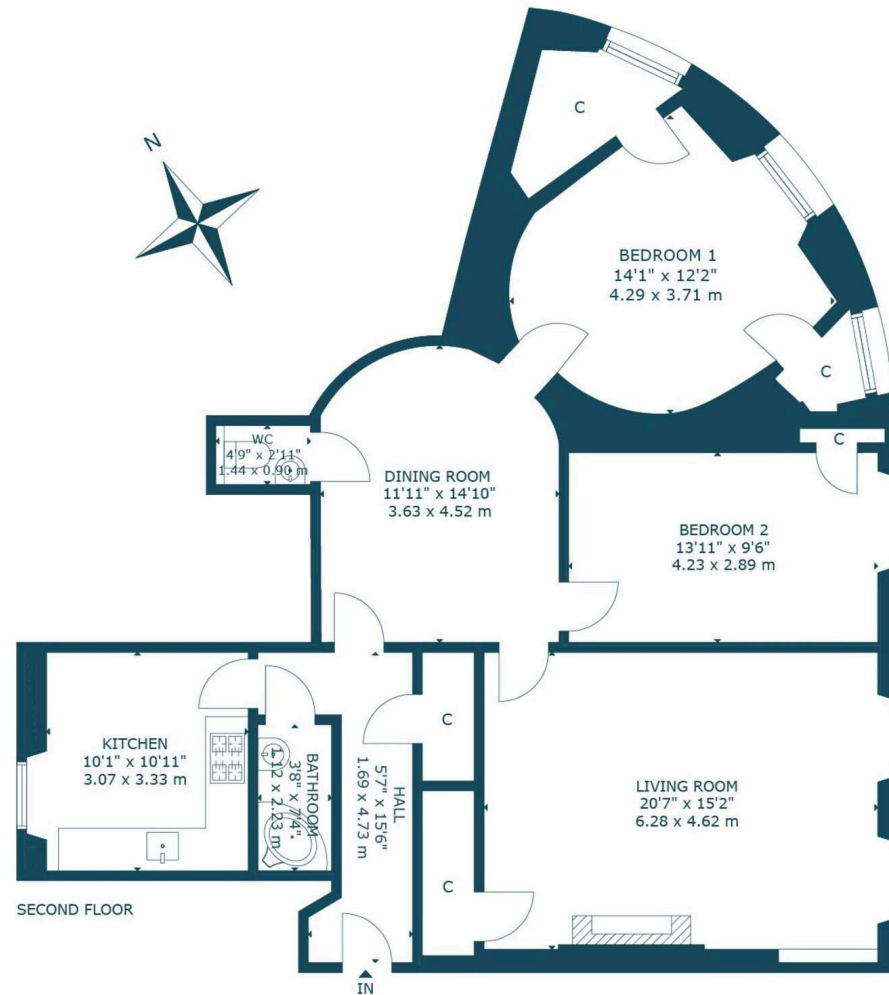 N
C
BEDROOM 1
14'1" x 12'2"
4.29 x 3.71 m
C
C
WC
4'9" x 2'11"
1.44 x 0.90 m
DINING ROOM
11'11" x 14'10"
3.63 x 4.52 m
BEDROOM 2
13'11" x 9'6"
4.23 x 2.89 m
KITCHEN
10'1" x 10'11"
3.07 x 3.33 m
BATHROOM
3'8" x 7'4"
1.12 x 2.23 m
HALL
5'7" x 15'6"
1.69 x 4.73 m
C
LIVING ROOM
20'7" x 15'2"
6.28 x 4.62 m
C
SECOND FLOOR
IN